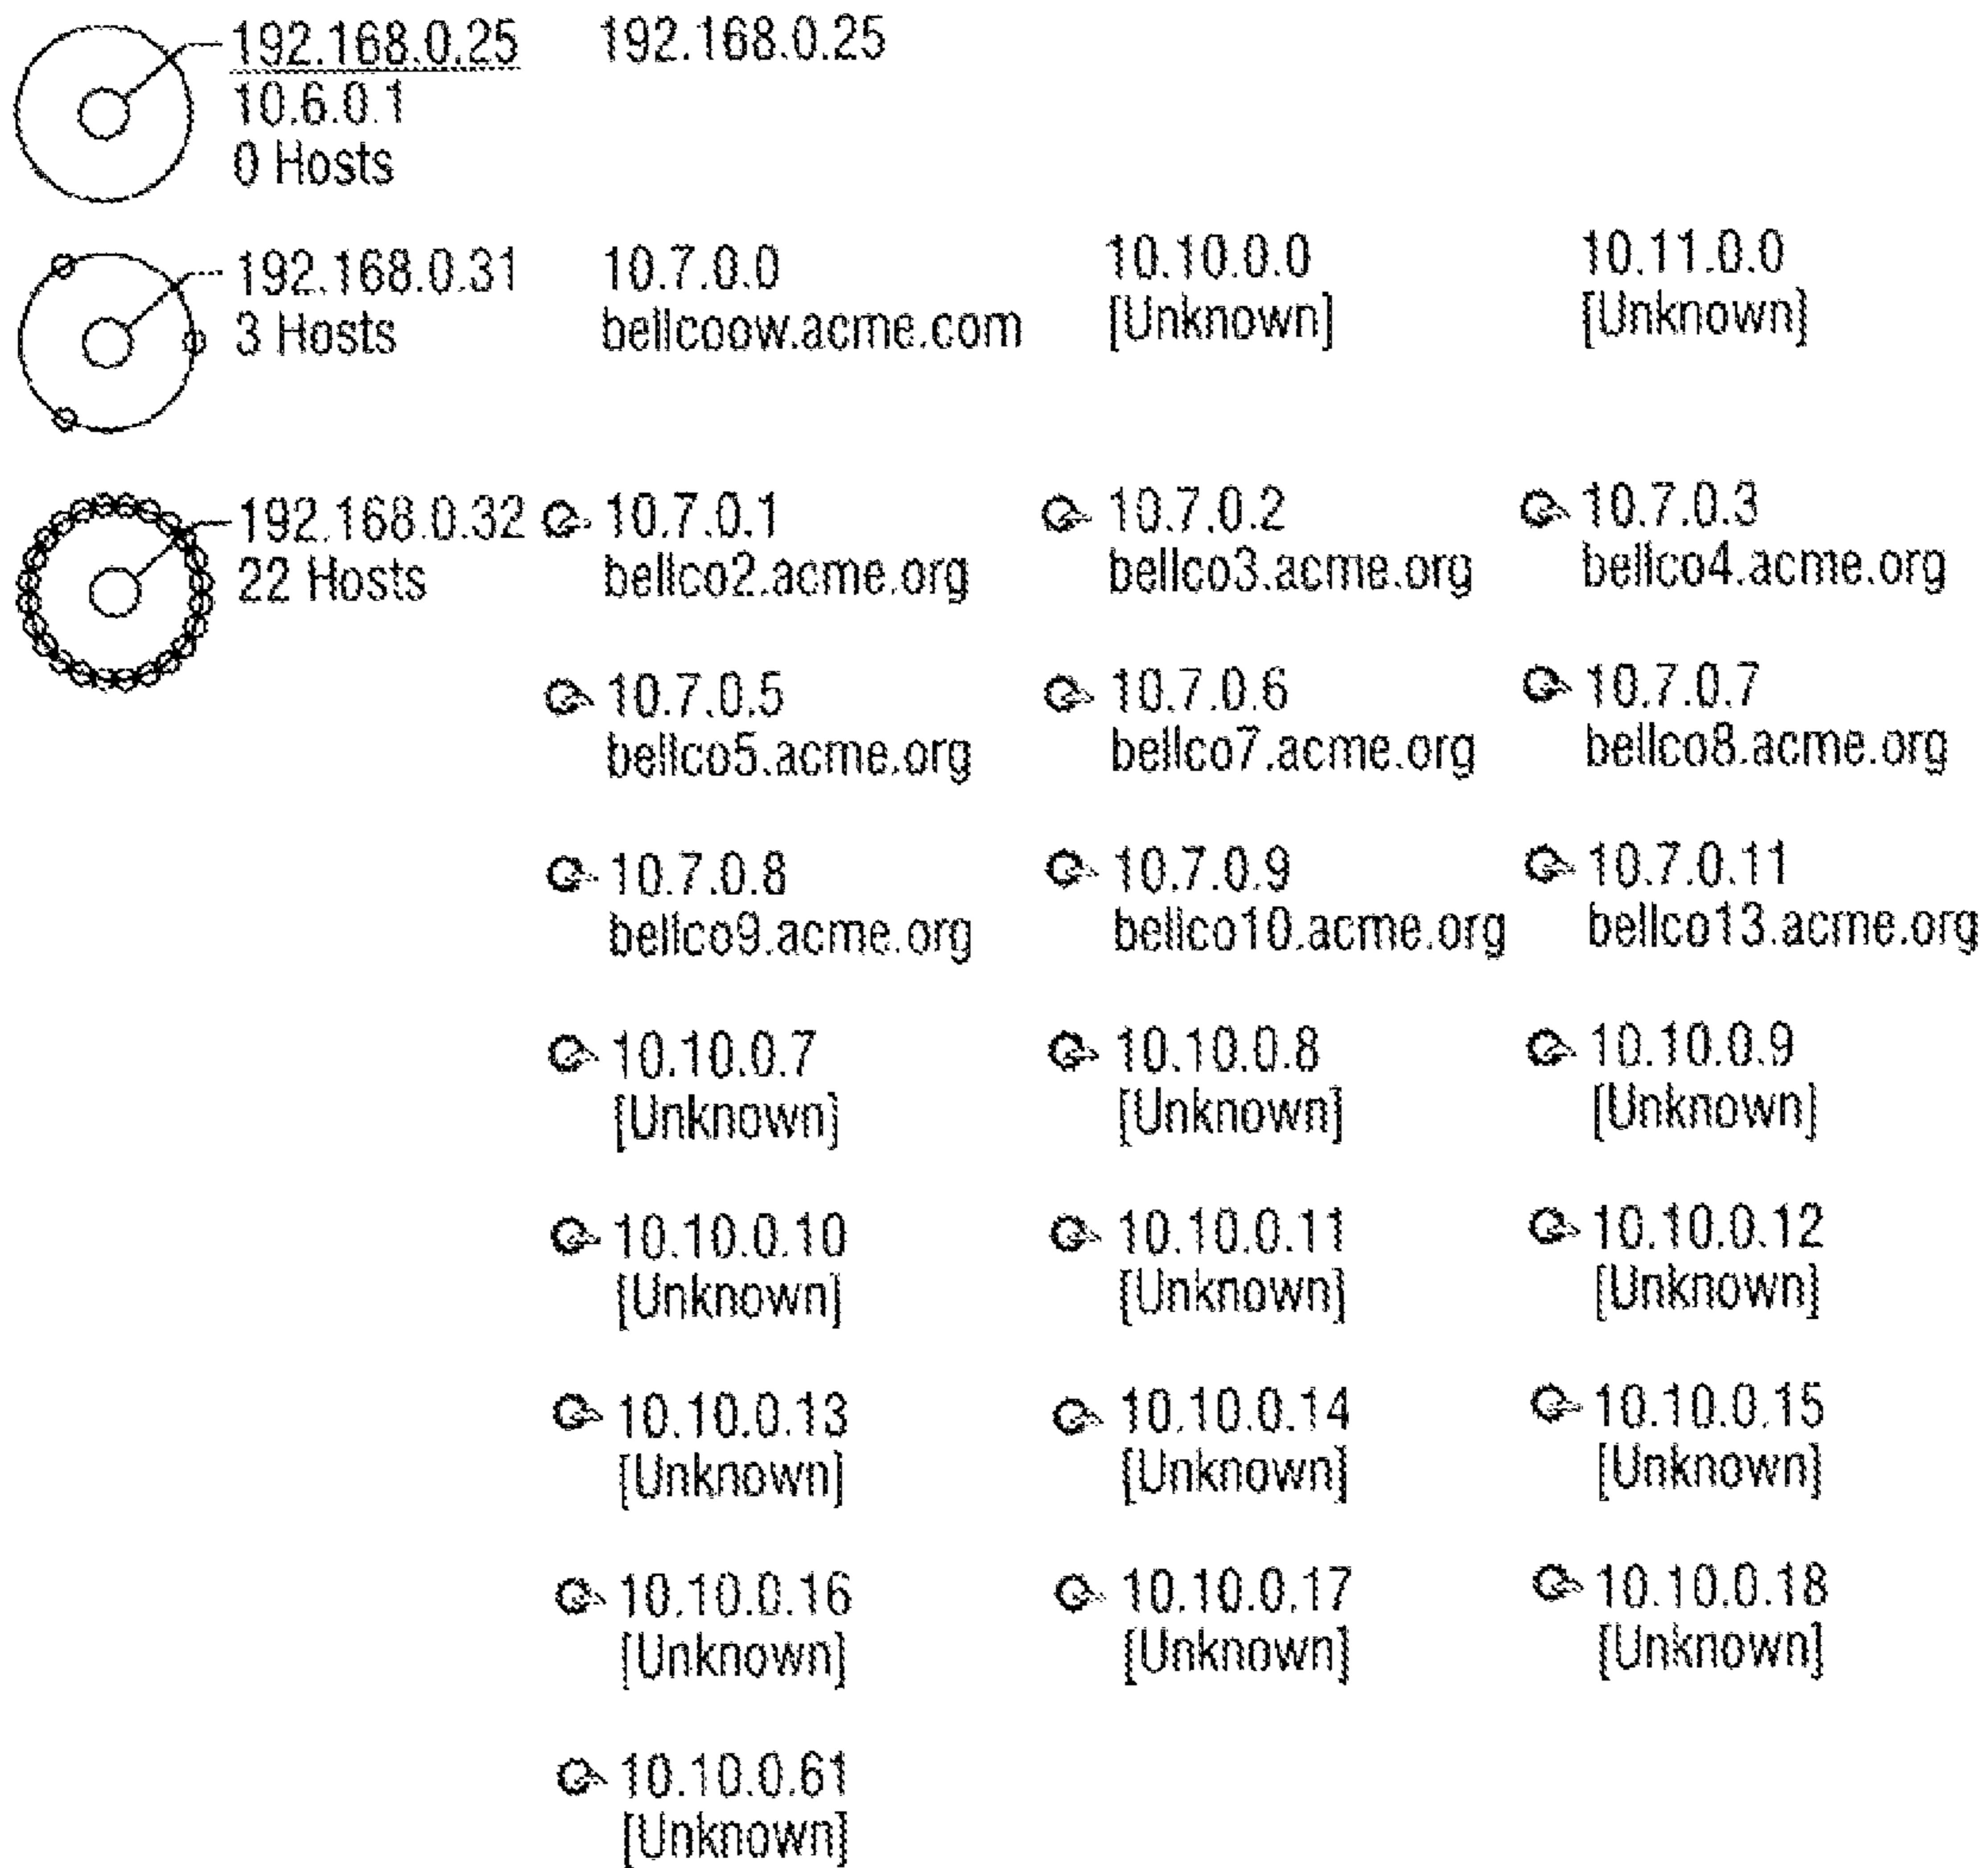 192.168.0.25 192.168.0.25
10.6.0.1
0 Hosts
192.168.0.31 10.7.0.0 10.10.0.0 10.11.0.0
3 Hosts bellcoow.acme.com [Unknown] [Unknown]
192.168.0.32 10.7.0.1 10.7.0.2 10.7.0.3
22 Hosts bellco2.acme.org bellco3.acme.org bellco4.acme.org
10.7.0.5 10.7.0.6 10.7.0.7
bellco5.acme.org bellco7.acme.org bellco8.acme.org
10.7.0.8 10.7.0.9 10.7.0.11
bellco9.acme.org bellco10.acme.org bellco13.acme.org
10.10.0.7 10.10.0.8 10.10.0.9
[Unknown] [Unknown] [Unknown]
10.10.0.10 10.10.0.11 10.10.0.12
[Unknown] [Unknown] [Unknown]
10.10.0.13 10.10.0.14 10.10.0.15
[Unknown] [Unknown] [Unknown]
10.10.0.16 10.10.0.17 10.10.0.18
[Unknown] [Unknown] [Unknown]
10.10.0.61
[Unknown]